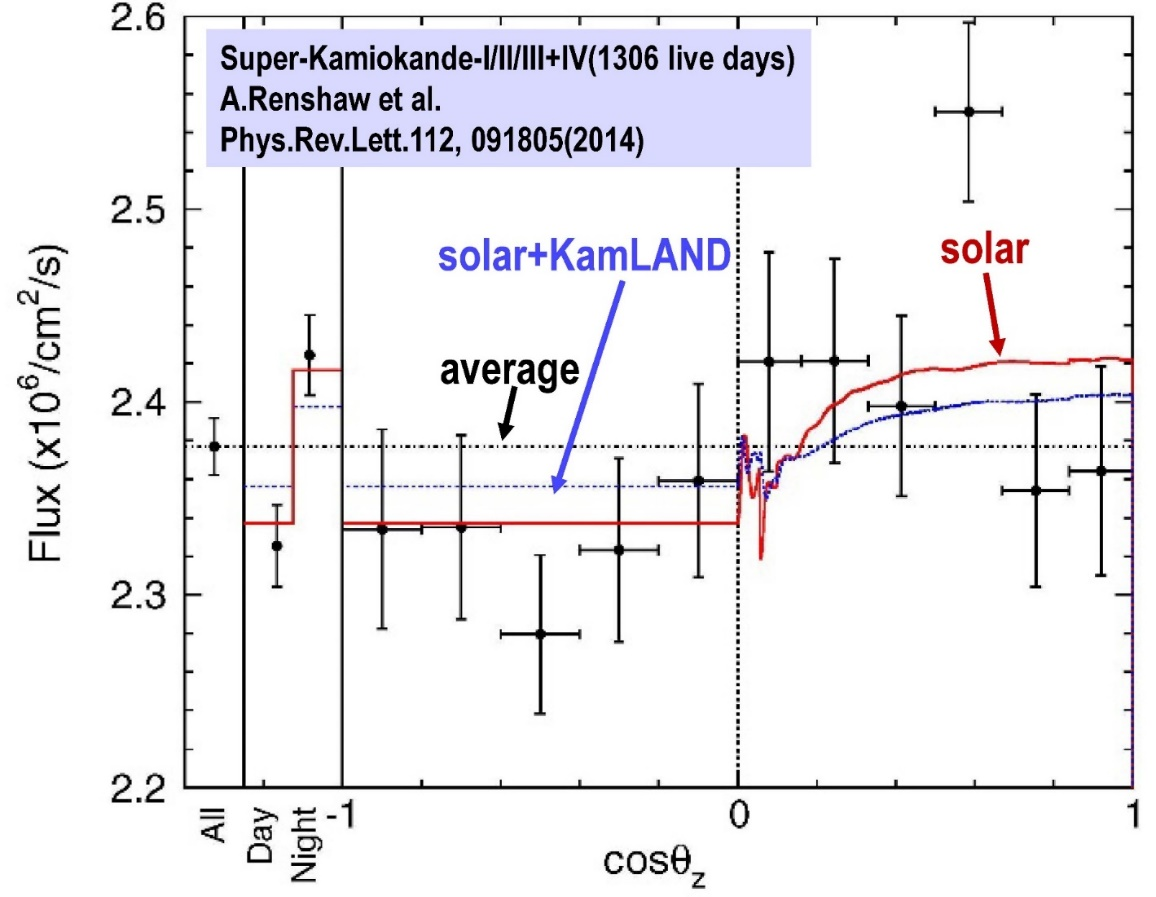 Super-Kamiokande-I/II/III+IV(1306 live days)
A.Renshaw et al.
Phys.Rev.Lett.112, 091805(2014)
solar+KamLAND
solar
average
Flux (x10⁶/cm²/s)
2.6
2.5
2.4
2.3
2.2
All
Day
Night
-1
0
1
cosθz